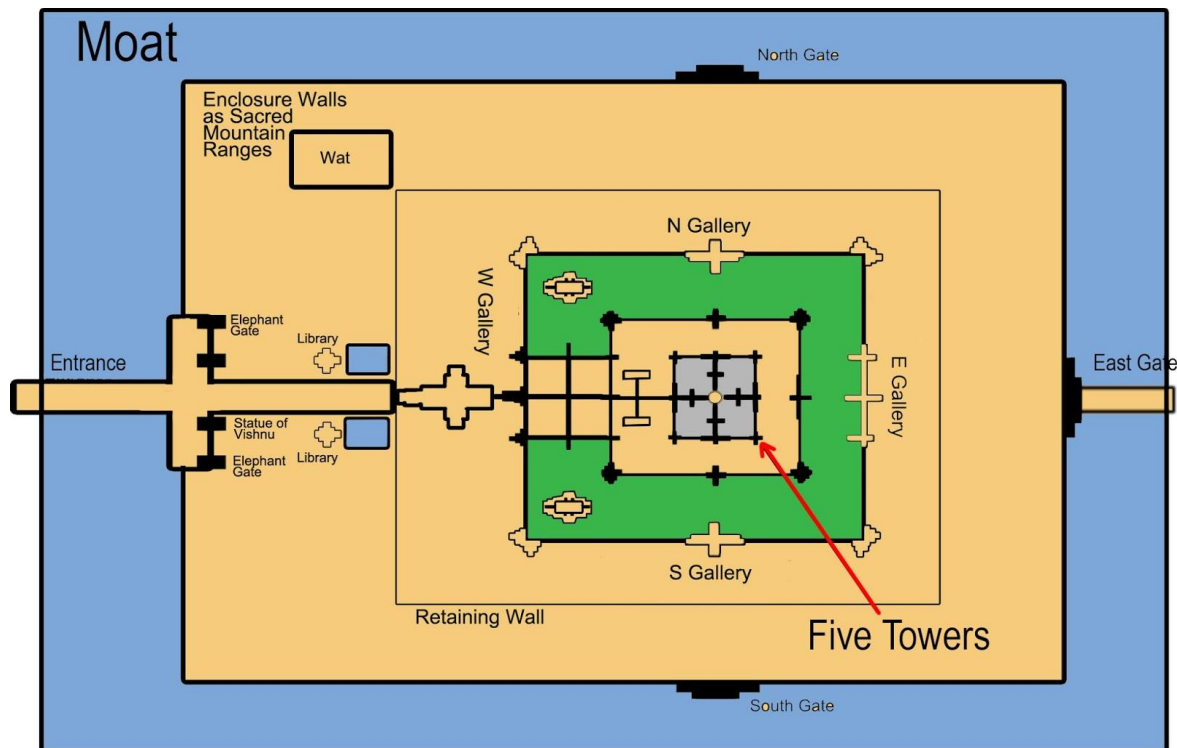 Moat
North Gate
Enclosure Walls
as Sacred
Mountain
Ranges
Wat
N Gallery
W Gallery
Elephant
Gate
Library
Entrance
East Gate
E Gallery
Statue of
Vishnu
Elephant
Gate
Library
S Gallery
Retaining Wall
Five Towers
South Gate